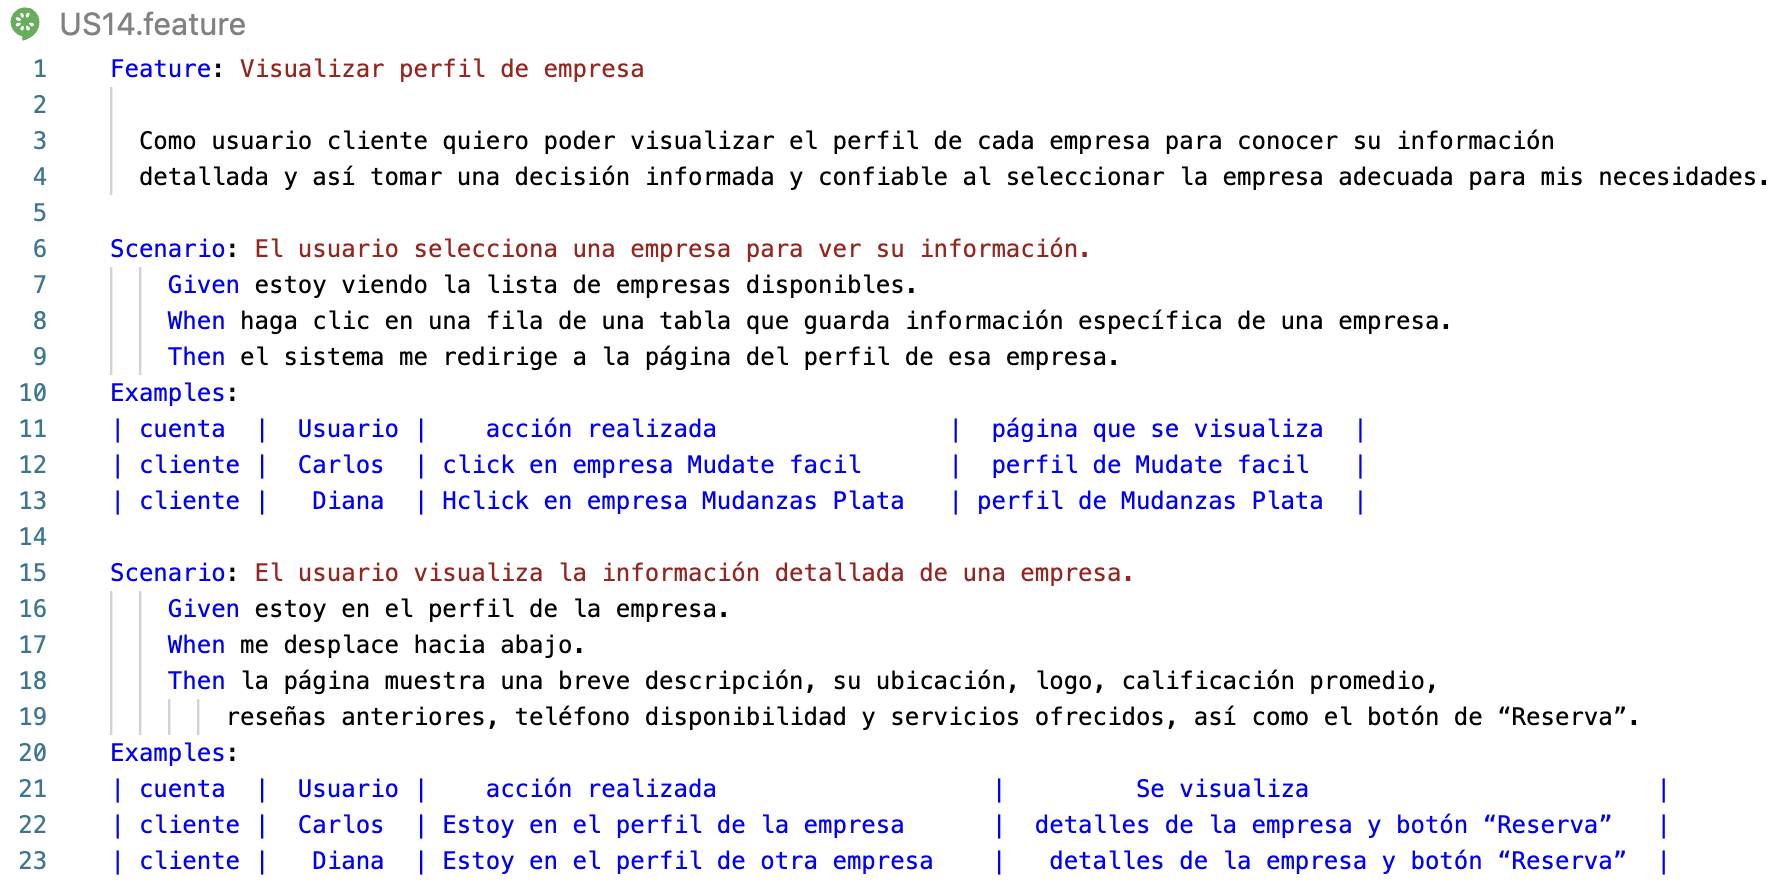 US14.feature
1 Feature: Visualizar perfil de empresa
2
3 Como usuario cliente quiero poder visualizar el perfil de cada empresa para conocer su información
4 detallada y así tomar una decisión informada y confiable al seleccionar la empresa adecuada para mis necesidades.
5
6 Scenario: El usuario selecciona una empresa para ver su información.
7 Given estoy viendo la lista de empresas disponibles.
8 When haga clic en una fila de una tabla que guarda información específica de una empresa.
9 Then el sistema me redirige a la página del perfil de esa empresa.
10 Examples:
11 | cuenta | Usuario | acción realizada | página que se visualiza |
12 | cliente | Carlos | click en empresa Mudate facil | perfil de Mudate facil |
13 | cliente | Diana | Hclick en empresa Mudanzas Plata | perfil de Mudanzas Plata |
14
15 Scenario: El usuario visualiza la información detallada de una empresa.
16 Given estoy en el perfil de la empresa.
17 When me desplace hacia abajo.
18 Then la página muestra una breve descripción, su ubicación, logo, calificación promedio,
19 reseñas anteriores, teléfono disponibilidad y servicios ofrecidos, así como el botón de “Reserva”.
20 Examples:
21 | cuenta | Usuario | acción realizada | Se visualiza |
22 | cliente | Carlos | Estoy en el perfil de la empresa | detalles de la empresa y botón “Reserva” |
23 | cliente | Diana | Estoy en el perfil de otra empresa | detalles de la empresa y botón “Reserva” |